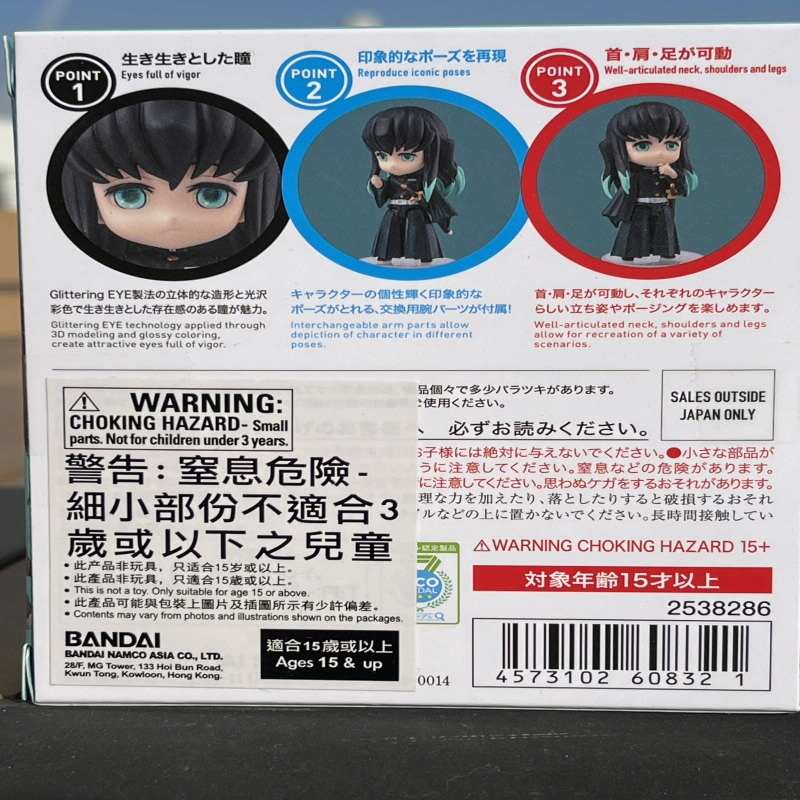 POINT 1
生き生きとした瞳
Eyes full of vigor
POINT 2
印象的なポーズを再現
Reproduce iconic poses
POINT 3
首・肩・足が可動
Well-articulated neck, shoulders and legs
Glittering EYE製法の立体的な造形と光沢
彩色で生き生きとした存在感のある瞳が魅力。
Glittering EYE technology applied through
3D modeling and glossy coloring,
create attractive eyes full of vigor.
キャラクターの個性輝く印象的な
ポーズがとれる、交換用腕パーツが付属!
Interchangeable arm parts allow
depiction of character in different
poses.
首・肩・足が可動し、それぞれのキャラクター
らしい立ち姿やポージングを楽しめます。
Well-articulated neck, shoulders and legs
allow for recreation of a variety of
scenarios.
品個々で多少バラツキがあります。
ご使用ください。
必ずお読みください。
SALES OUTSIDE
JAPAN ONLY
お子様には絶対に与えないでください。●小さな部品が
うに注意してください。窒息などの危険があります。
に注意してください。思わぬケガをするおそれがあります。
理な力を加えたり、落としたりすると破損するおそれ
ルなどの上に置かないでください。長時間接触してい
WARNING:
CHOKING HAZARD- Small
parts. Not for children under 3 years.
警告:窒息危險-
細小部份不適合3
歲或以下之兒童
・此产品非玩具，只适合15岁或以上。
・此產品非玩具，只適合15歲或以上。
・This is not a toy. Only suitable for age 15 or above.
・此產品可能與包裝上圖片及插圖所示有少許偏差。
・Contents may vary from photos and illustrations shown on the packages.
BANDAI
BANDAI NAMCO ASIA CO., LTD.
28/F, MG Tower, 133 Hoi Bun Road,
Kwun Tong, Kowloon, Hong Kong.
適合15歲或以上
Ages 15 & up
認定製品
⚠WARNING CHOKING HAZARD 15+
対象年齢15才以上
2538286
0014
4573102 60832 1